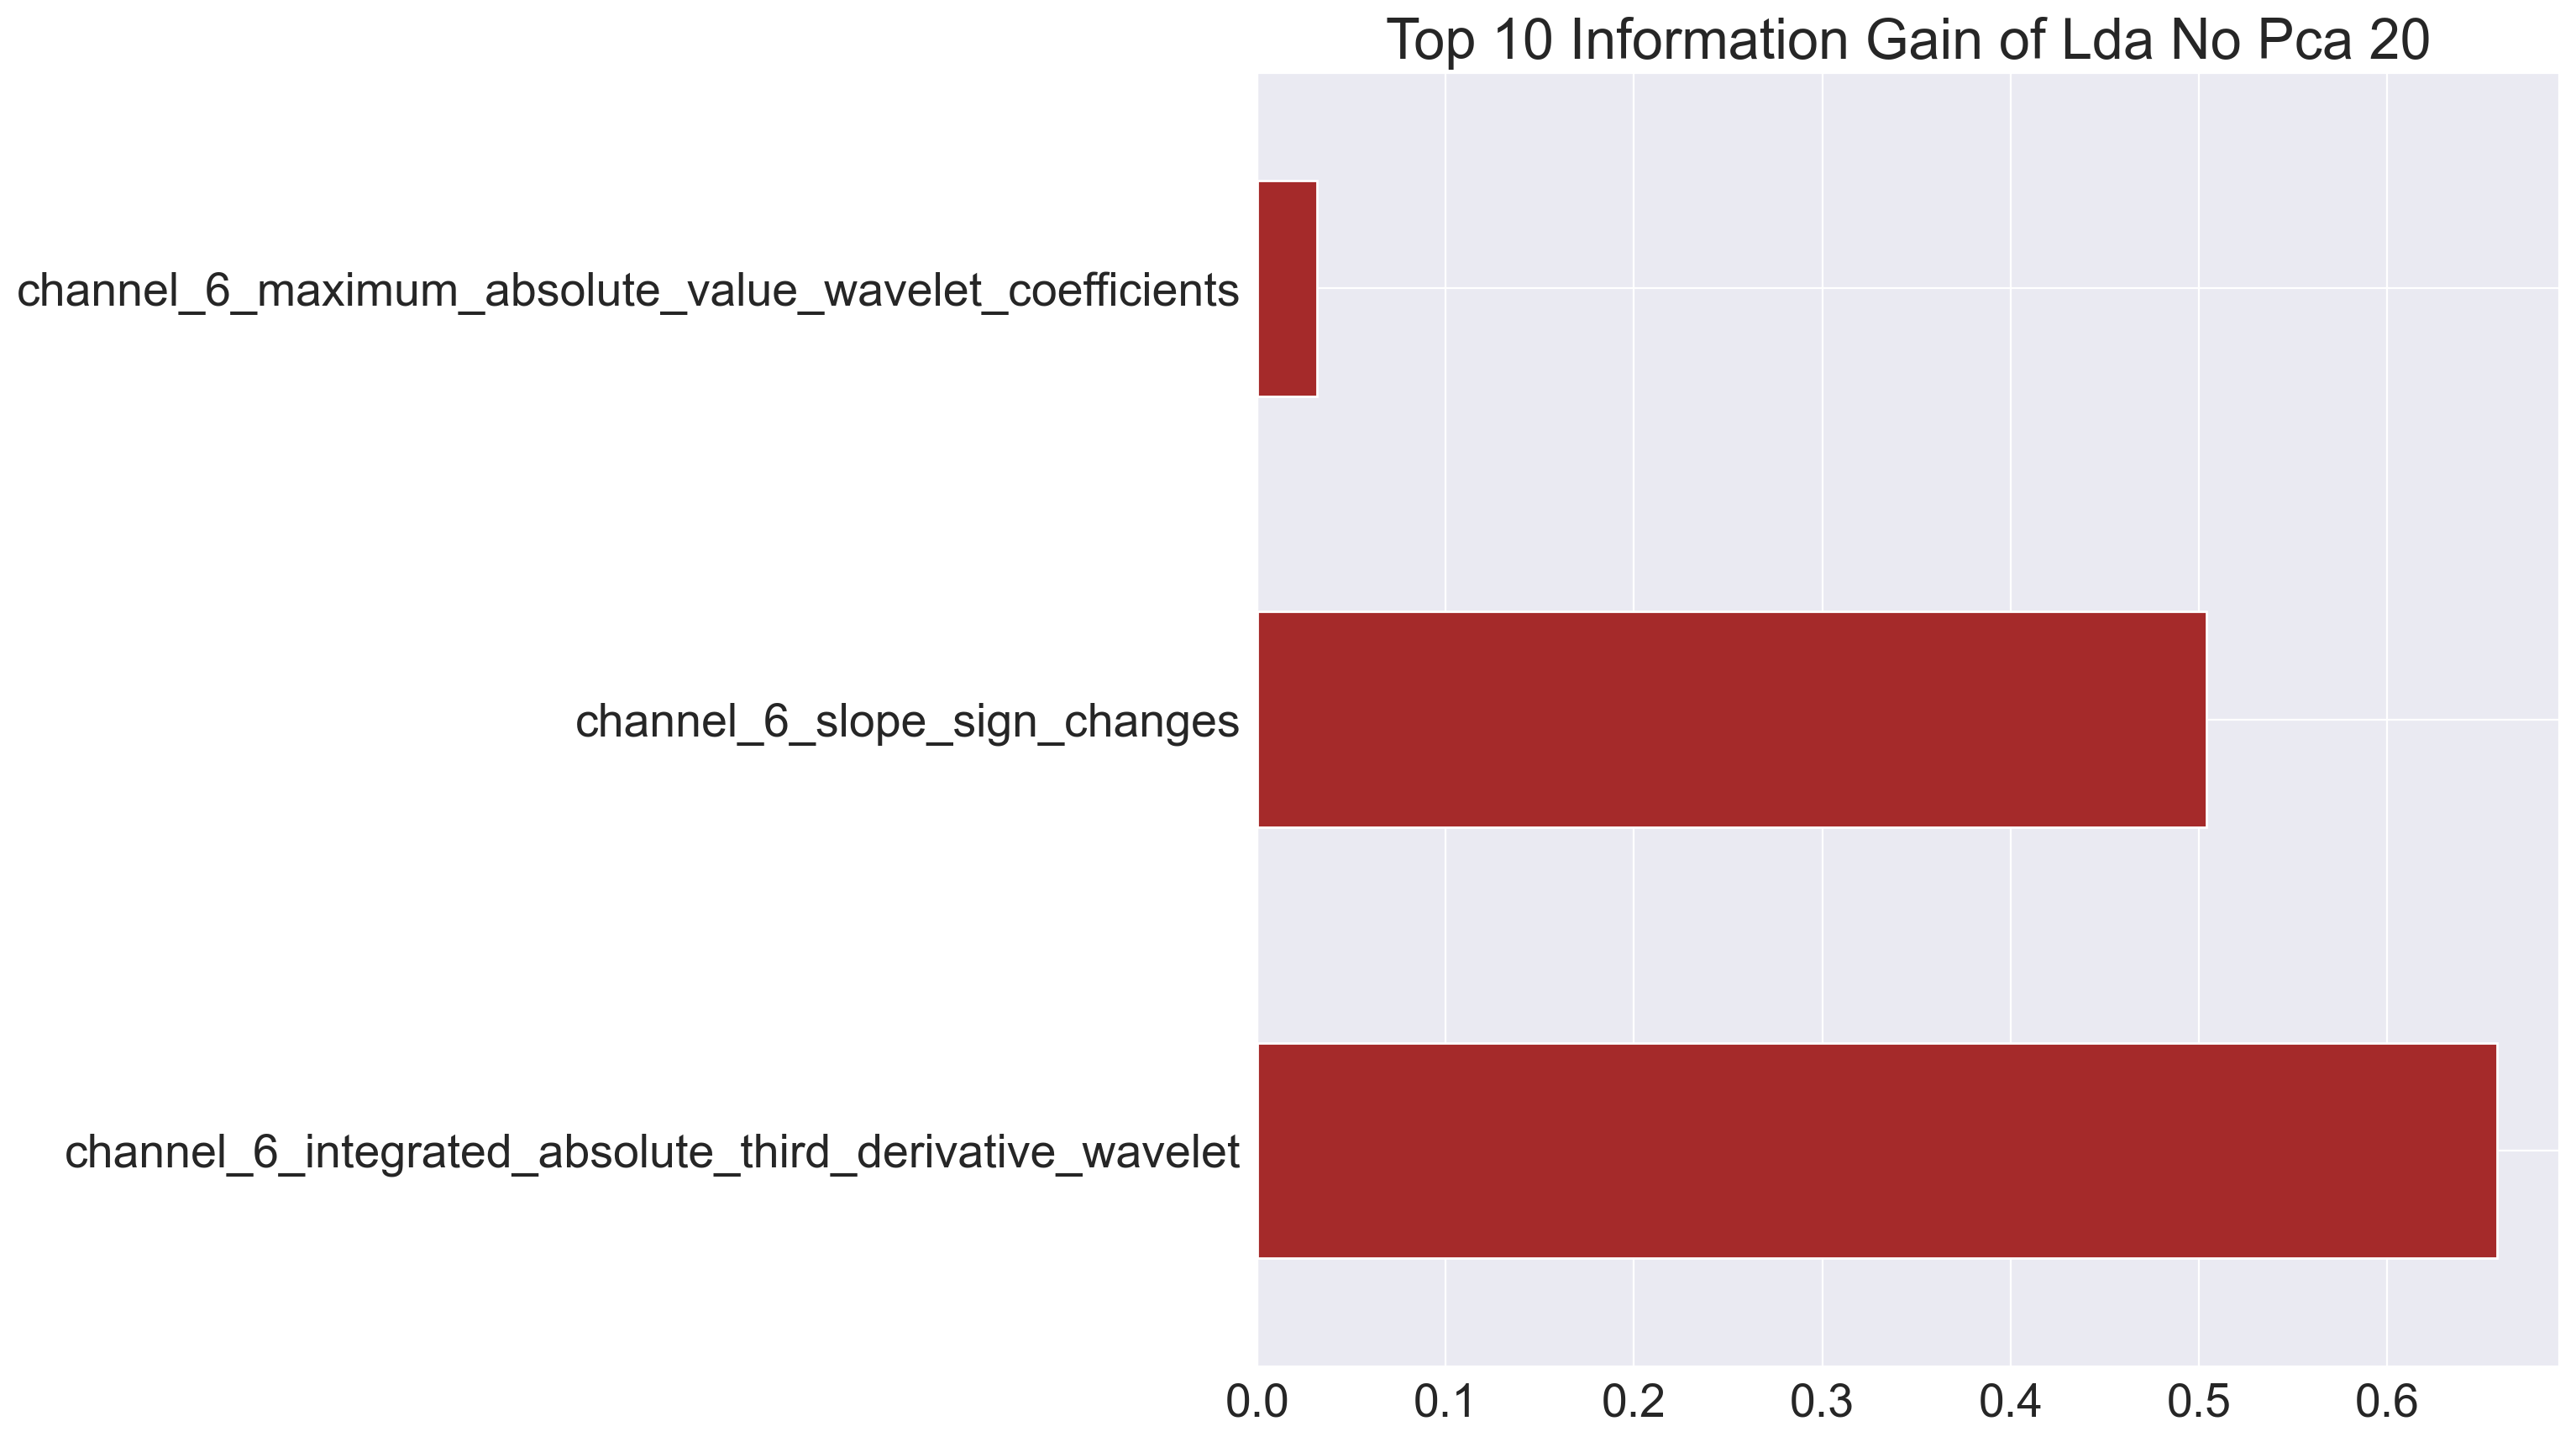 Top 10 Information Gain of Lda No Pca 20
channel_6_maximum_absolute_value_wavelet_coefficients
channel_6_slope_sign_changes
channel_6_integrated_absolute_third_derivative_wavelet
0.0 0.1 0.2 0.3 0.4 0.5 0.6